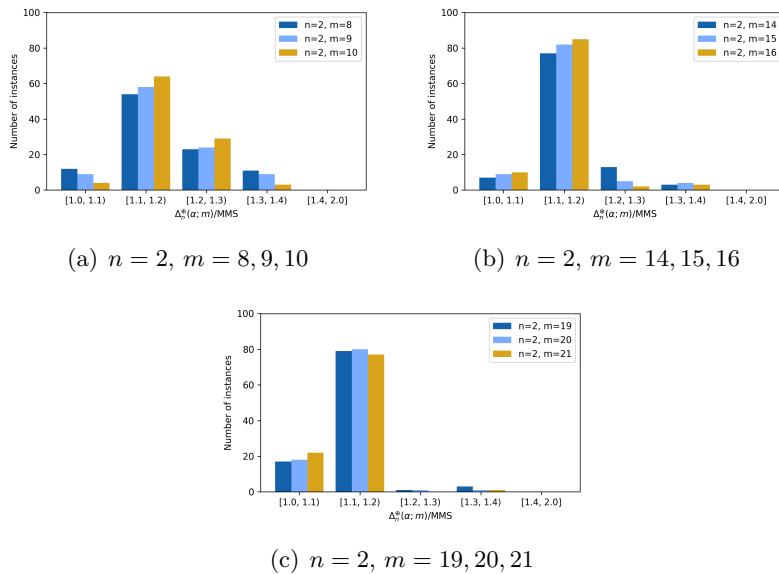 100
80
60
40
20
0
Number of instances
n=2, m=8
n=2, m=9
n=2, m=10
[1.0, 1.1) [1.1, 1.2) [1.2, 1.3) [1.3, 1.4) [1.4, 2.0]
Δₙ^⊕(α; m)/MMS
(a) n = 2, m = 8, 9, 10
100
80
60
40
20
0
Number of instances
n=2, m=14
n=2, m=15
n=2, m=16
[1.0, 1.1) [1.1, 1.2) [1.2, 1.3) [1.3, 1.4) [1.4, 2.0]
Δₙ^⊕(α; m)/MMS
(b) n = 2, m = 14, 15, 16
100
80
60
40
20
0
Number of instances
n=2, m=19
n=2, m=20
n=2, m=21
[1.0, 1.1) [1.1, 1.2) [1.2, 1.3) [1.3, 1.4) [1.4, 2.0]
Δₙ^⊕(α; m)/MMS
(c) n = 2, m = 19, 20, 21